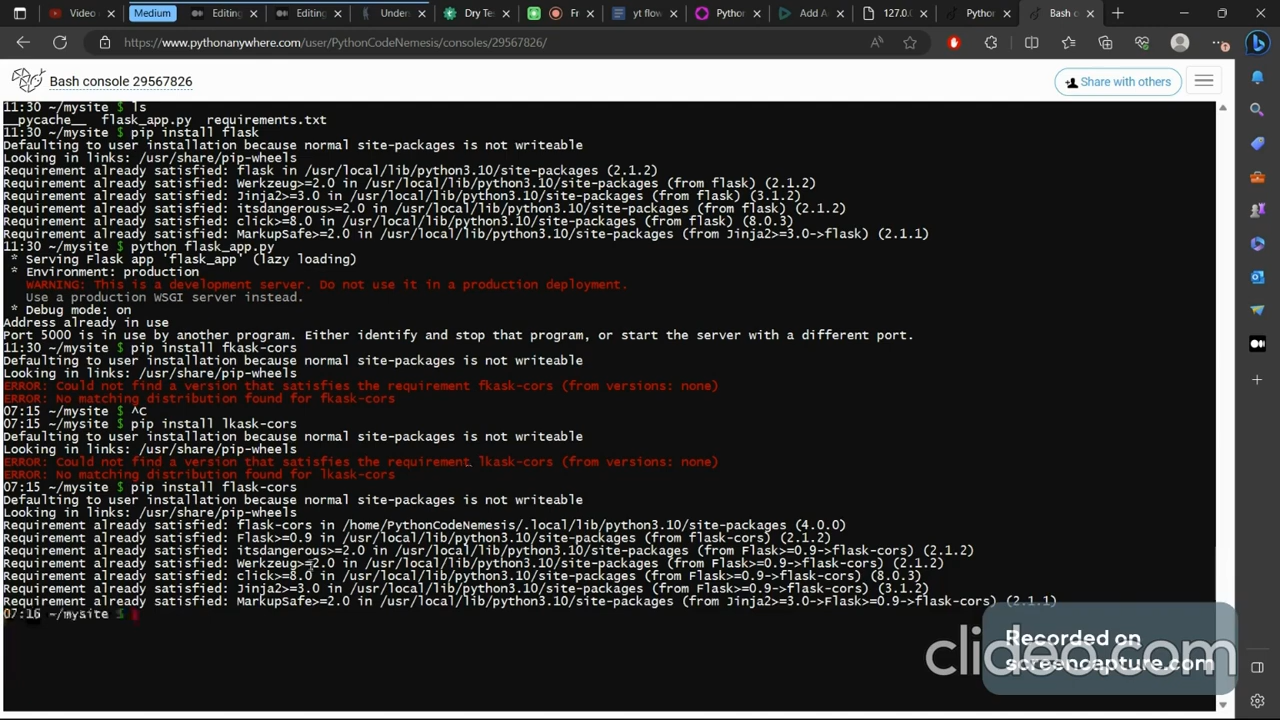 Video
Medium
Editing
Editing
Under
Dry Te
Fr
yt flow
Python
Add A
127.0.
Python
Bash c
https://www.pythonanywhere.com/user/PythonCodeNemesis/consoles/29567826/
Bash console 29567826
Share with others
11:30 ~/mysite $ ls
__pycache__  flask_app.py  requirements.txt
11:30 ~/mysite $ pip install flask
Defaulting to user installation because normal site-packages is not writeable
Looking in links: /usr/share/pip-wheels
Requirement already satisfied: flask in /usr/local/lib/python3.10/site-packages (2.1.2)
Requirement already satisfied: Werkzeug>=2.0 in /usr/local/lib/python3.10/site-packages (from flask) (2.1.2)
Requirement already satisfied: Jinja2>=3.0 in /usr/local/lib/python3.10/site-packages (from flask) (3.1.2)
Requirement already satisfied: itsdangerous>=2.0 in /usr/local/lib/python3.10/site-packages (from flask) (2.1.2)
Requirement already satisfied: click>=8.0 in /usr/local/lib/python3.10/site-packages (from flask) (8.0.3)
Requirement already satisfied: MarkupSafe>=2.0 in /usr/local/lib/python3.10/site-packages (from Jinja2>=3.0->flask) (2.1.1)
11:30 ~/mysite $ python flask_app.py
 * Serving Flask app 'flask_app' (lazy loading)
 * Environment: production
   WARNING: This is a development server. Do not use it in a production deployment.
   Use a production WSGI server instead.
 * Debug mode: on
Address already in use
Port 5000 is in use by another program. Either identify and stop that program, or start the server with a different port.
11:30 ~/mysite $ pip install fkask-cors
Defaulting to user installation because normal site-packages is not writeable
Looking in links: /usr/share/pip-wheels
ERROR: Could not find a version that satisfies the requirement fkask-cors (from versions: none)
ERROR: No matching distribution found for fkask-cors
07:15 ~/mysite $ ^C
07:15 ~/mysite $ pip install lkask-cors
Defaulting to user installation because normal site-packages is not writeable
Looking in links: /usr/share/pip-wheels
ERROR: Could not find a version that satisfies the requirement lkask-cors (from versions: none)
ERROR: No matching distribution found for lkask-cors
07:15 ~/mysite $ pip install flask-cors
Defaulting to user installation because normal site-packages is not writeable
Looking in links: /usr/share/pip-wheels
Requirement already satisfied: flask-cors in /home/PythonCodeNemesis/.local/lib/python3.10/site-packages (4.0.0)
Requirement already satisfied: Flask>=0.9 in /usr/local/lib/python3.10/site-packages (from flask-cors) (2.1.2)
Requirement already satisfied: itsdangerous>=2.0 in /usr/local/lib/python3.10/site-packages (from Flask>=0.9->flask-cors) (2.1.2)
Requirement already satisfied: Werkzeug>=2.0 in /usr/local/lib/python3.10/site-packages (from Flask>=0.9->flask-cors) (2.1.2)
Requirement already satisfied: click>=8.0 in /usr/local/lib/python3.10/site-packages (from Flask>=0.9->flask-cors) (8.0.3)
Requirement already satisfied: Jinja2>=3.0 in /usr/local/lib/python3.10/site-packages (from Flask>=0.9->flask-cors) (3.1.2)
Requirement already satisfied: MarkupSafe>=2.0 in /usr/local/lib/python3.10/site-packages (from Jinja2>=3.0->Flask>=0.9->flask-cors) (2.1.1)
07:16 ~/mysite $
Recorded on
screencapture.com
clideo.com